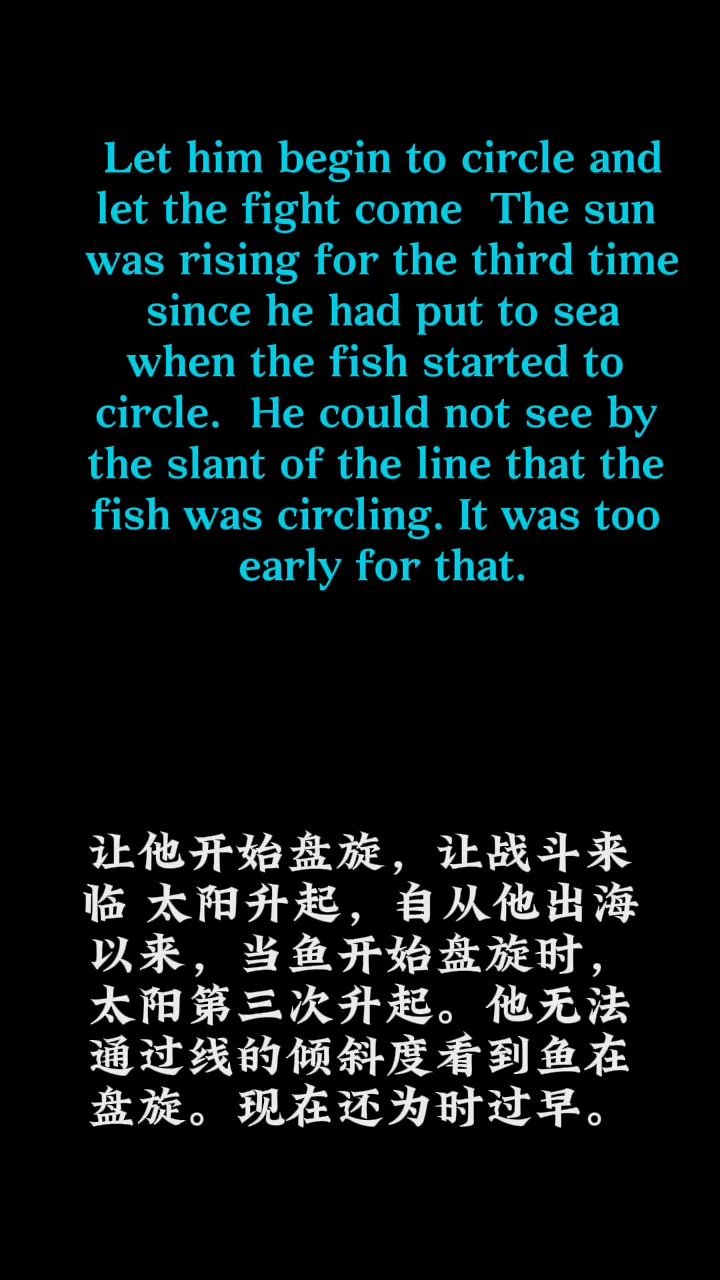 Let him begin to circle and
let the fight come  The sun
was rising for the third time
since he had put to sea
when the fish started to
circle.  He could not see by
the slant of the line that the
fish was circling. It was too
early for that.
让他开始盘旋，让战斗来
临 太阳升起，自从他出海
以来，当鱼开始盘旋时，
太阳第三次升起。他无法
通过线的倾斜度看到鱼在
盘旋。现在还为时过早。